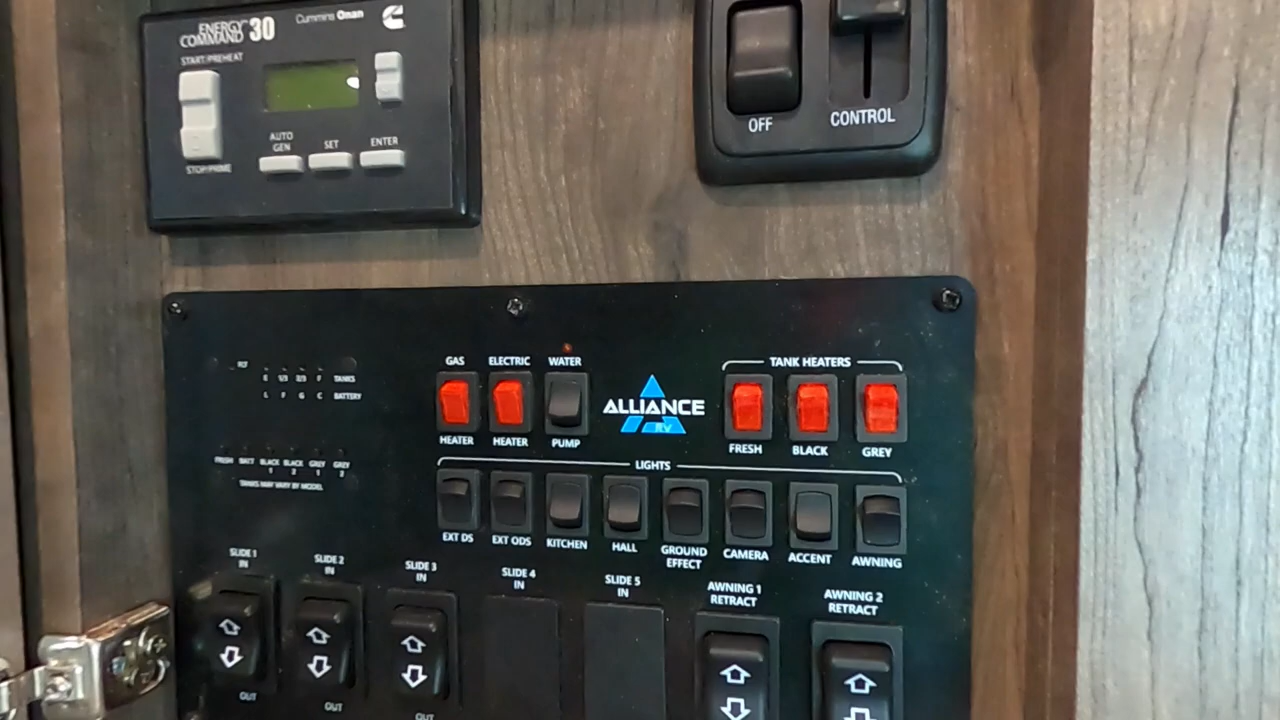 ENERGY
COMMAND 30
Cummins Onan
START/PREHEAT
AUTO
GEN
SET
ENTER
STOP/PRIME
OFF
CONTROL
GAS
HEATER
ELECTRIC
HEATER
WATER
PUMP
ALLIANCE
RV
TANK HEATERS
FRESH
BLACK
GREY
E 1/3 2/3 F TANKS
L F G C BATTERY
FRESH
BATT
BLACK
1
BLACK
2
GREY
1
GREY
2
TANKS MAY VARY BY MODEL
LIGHTS
EXT DS
EXT ODS
KITCHEN
HALL
GROUND
EFFECT
CAMERA
ACCENT
AWNING
SLIDE 1
IN
SLIDE 2
IN
SLIDE 3
IN
SLIDE 4
IN
SLIDE 5
IN
AWNING 1
RETRACT
AWNING 2
RETRACT
OUT
OUT
OUT